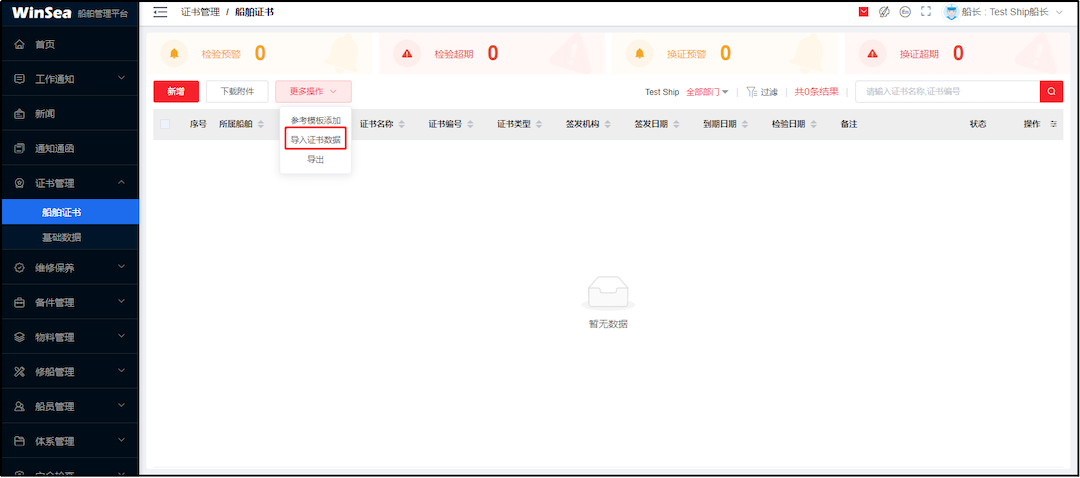 WinSea 船舶管理平台
证书管理 / 船舶证书
En
船长 : Test Ship船长
首页
工作通知
新闻
通知通函
证书管理
船舶证书
基础数据
维修保养
备件管理
物料管理
修船管理
船员管理
体系管理
检验预警 0
检验超期 0
换证预警 0
换证超期 0
新增
下载附件
更多操作
Test Ship 全部部门
过滤
共0条结果
请输入证书名称,证书编号
参考模板添加
导入证书数据
导出
序号 所属船舶 证书名称 证书编号 证书类型 签发机构 签发日期 到期日期 检验日期 备注 状态 操作
暂无数据